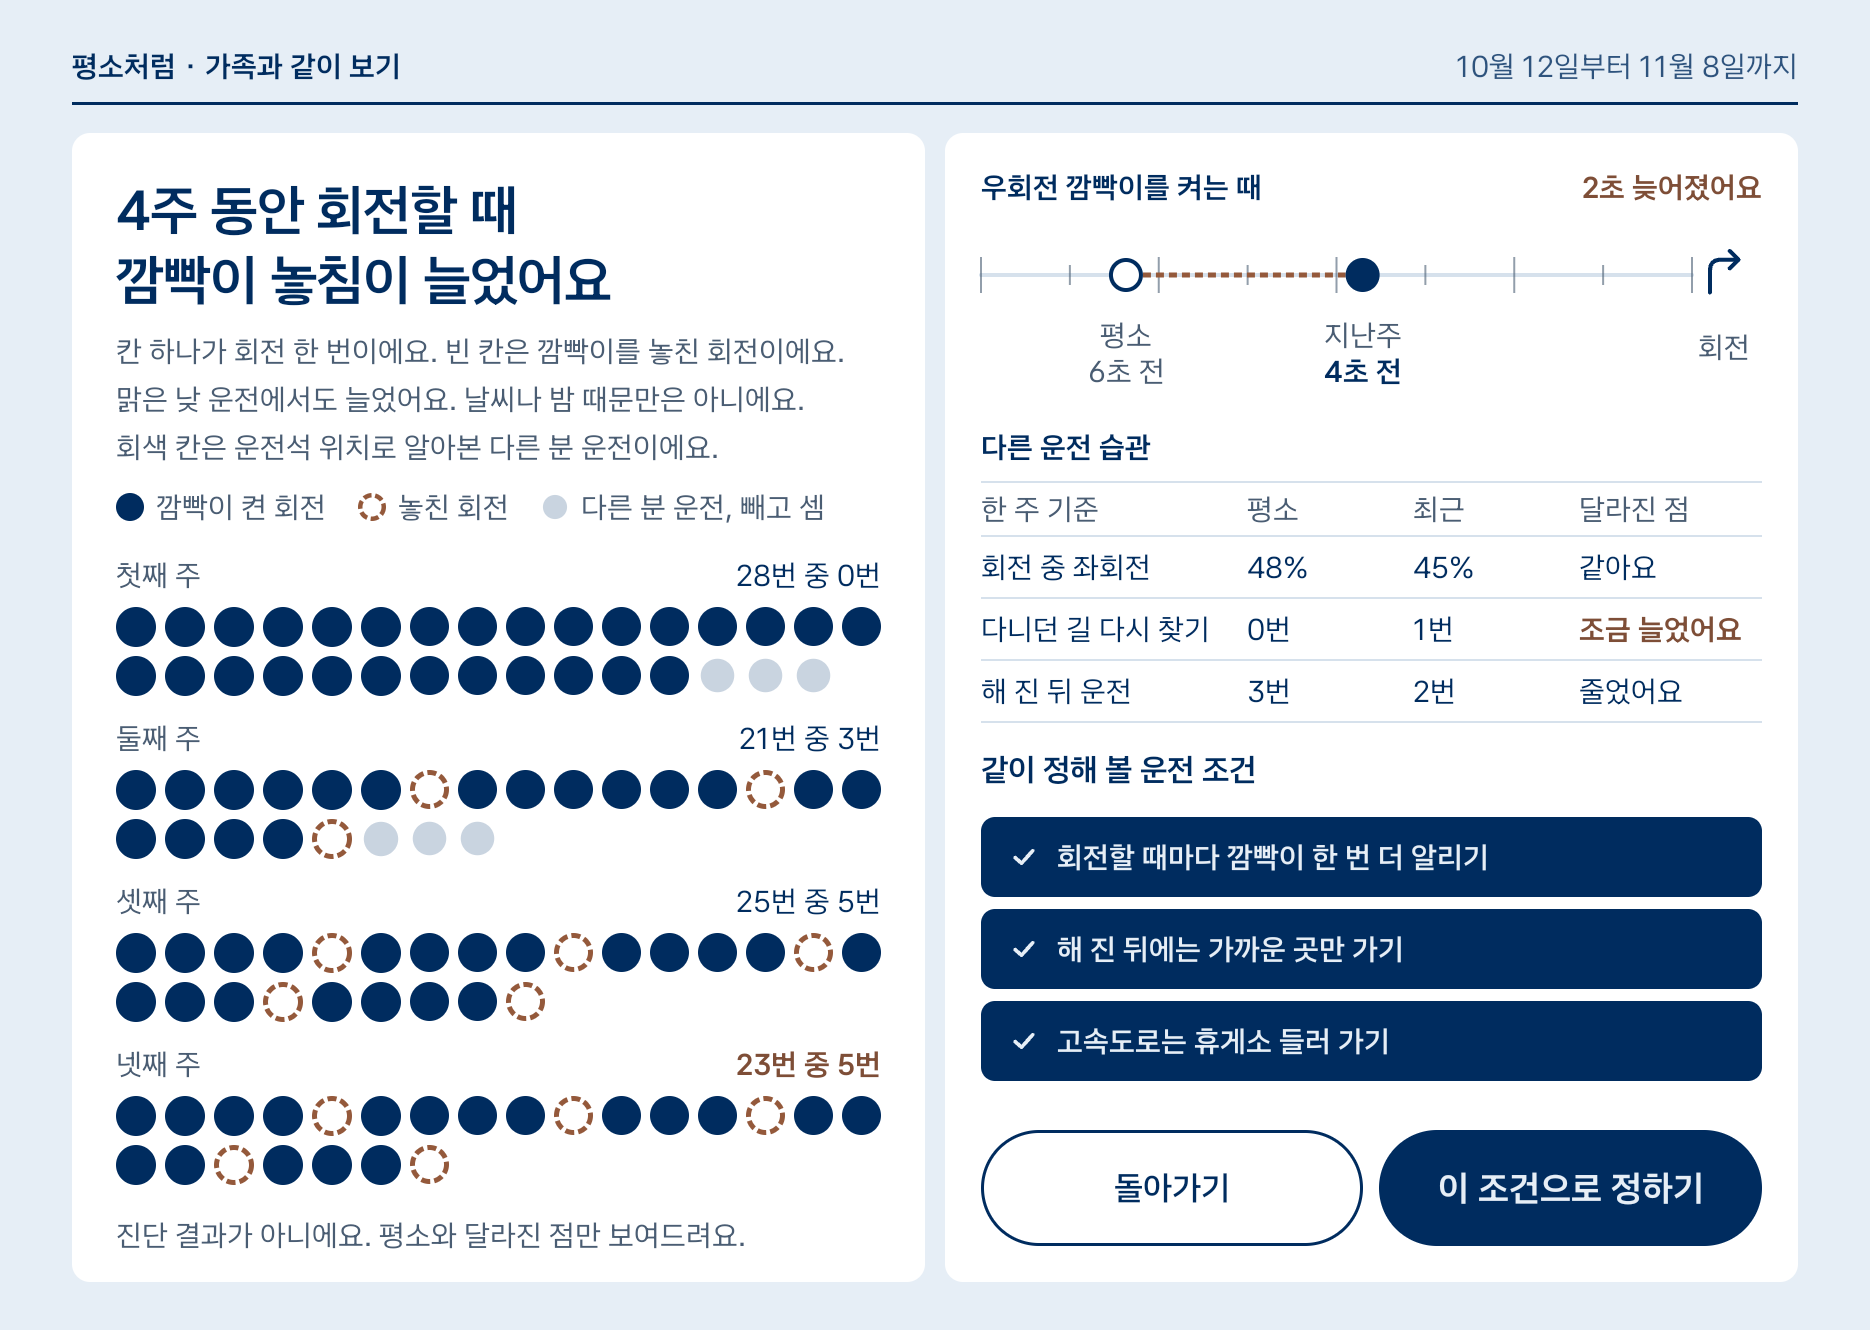 평소처럼 · 가족과 같이 보기
10월 12일부터 11월 8일까지
4주 동안 회전할 때
깜빡이 놓침이 늘었어요
칸 하나가 회전 한 번이에요. 빈 칸은 깜빡이를 놓친 회전이에요.
맑은 낮 운전에서도 늘었어요. 날씨나 밤 때문만은 아니에요.
회색 칸은 운전석 위치로 알아본 다른 분 운전이에요.
깜빡이 켠 회전 놓친 회전 다른 분 운전, 빼고 셈
첫째 주 28번 중 0번
둘째 주 21번 중 3번
셋째 주 25번 중 5번
넷째 주 23번 중 5번
진단 결과가 아니에요. 평소와 달라진 점만 보여드려요.
우회전 깜빡이를 켜는 때 2초 늦어졌어요
평소 지난주 회전
6초 전 4초 전
다른 운전 습관
한 주 기준 평소 최근 달라진 점
회전 중 좌회전 48% 45% 같아요
다니던 길 다시 찾기 0번 1번 조금 늘었어요
해 진 뒤 운전 3번 2번 줄었어요
같이 정해 볼 운전 조건
회전할 때마다 깜빡이 한 번 더 알리기
해 진 뒤에는 가까운 곳만 가기
고속도로는 휴게소 들러 가기
돌아가기 이 조건으로 정하기